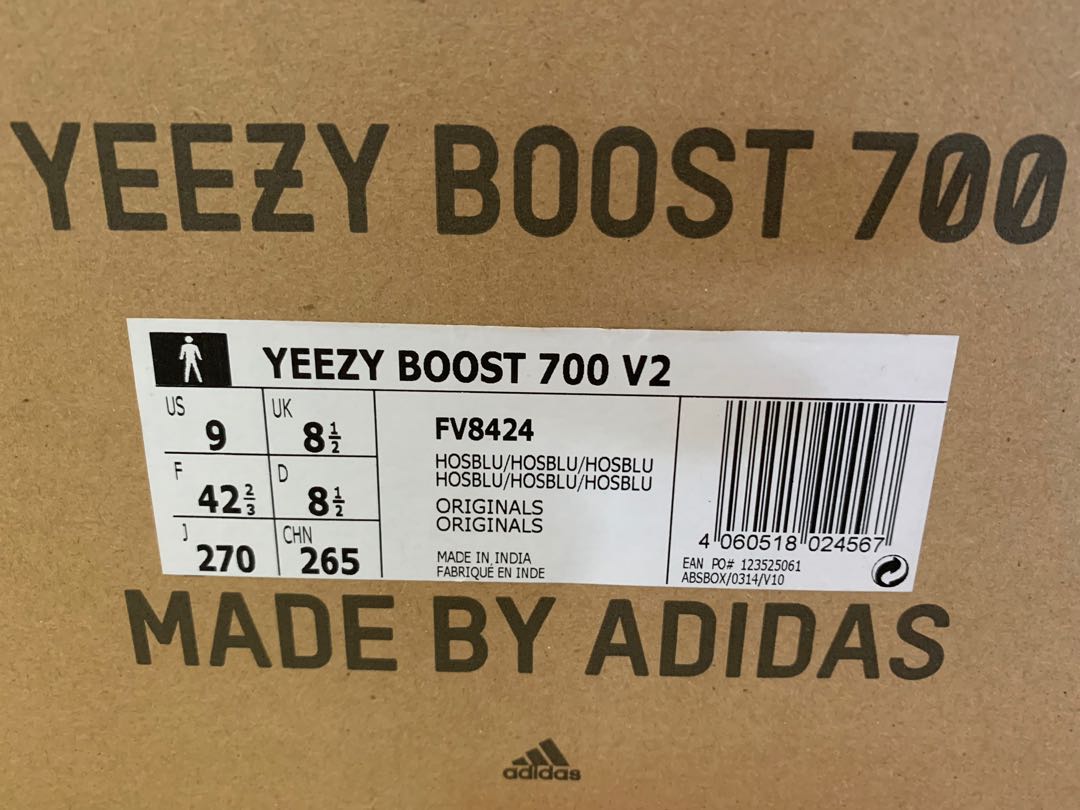 YEEZY BOOST 700
YEEZY BOOST 700 V2
US 9
UK 8 1/2
F 42 2/3
D 8 1/2
J 270
CHN 265
FV8424
HOSBLU/HOSBLU/HOSBLU
HOSBLU/HOSBLU/HOSBLU
ORIGINALS
ORIGINALS
MADE IN INDIA
FABRIQUÉ EN INDE
4 060518 024567
EAN PO# 123525061
ABSBOX/0314/V10
MADE BY ADIDAS
adidas